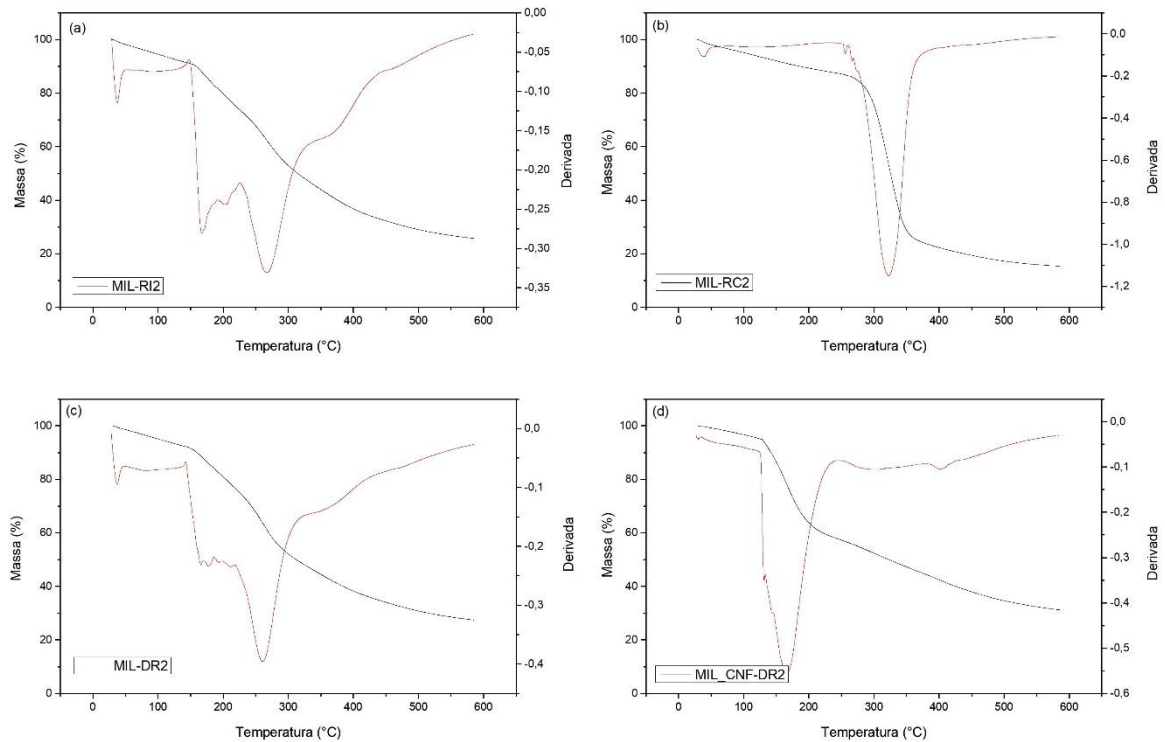 (a)
Massa (%)
100
80
60
40
20
0
0,00
-0,05
-0,10
-0,15
-0,20
-0,25
-0,30
-0,35
Derivada
MIL-RI2
0 100 200 300 400 500 600
Temperatura (°C)
(b)
Massa (%)
100
80
60
40
20
0
0,0
-0,2
-0,4
-0,6
-0,8
-1,0
-1,2
Derivada
MIL-RC2
0 100 200 300 400 500 600
Temperatura (°C)
(c)
Massa (%)
100
80
60
40
20
0
0,0
-0,1
-0,2
-0,3
-0,4
Derivada
MIL-DR2
0 100 200 300 400 500 600
Temperatura (°C)
(d)
Massa (%)
100
80
60
40
20
0
0,0
-0,1
-0,2
-0,3
-0,4
-0,5
-0,6
Derivada
MIL_CNF-DR2
0 100 200 300 400 500 600
Temperatura (°C)